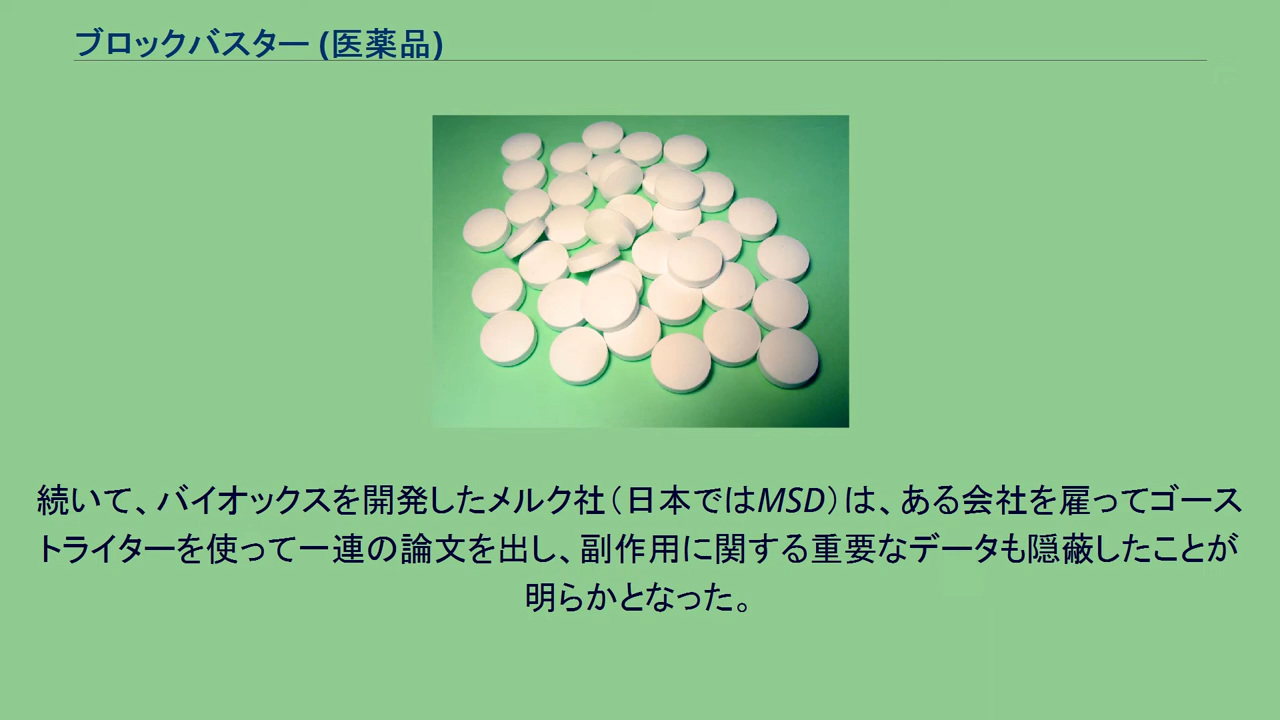 ブロックバスター (医薬品)
続いて、バイオックスを開発したメルク社（日本ではMSD）は、ある会社を雇ってゴース
トライターを使って一連の論文を出し、副作用に関する重要なデータも隠蔽したことが
明らかとなった。